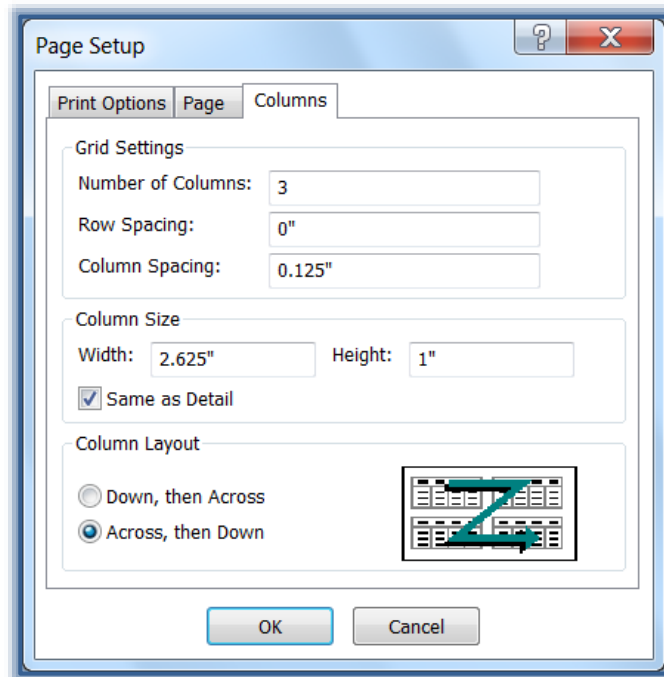 Page Setup
Print Options Page Columns
Grid Settings
Number of Columns: 3
Row Spacing: 0"
Column Spacing: 0.125"
Column Size
Width: 2.625" Height: 1"
Same as Detail
Column Layout
Down, then Across
Across, then Down
OK Cancel